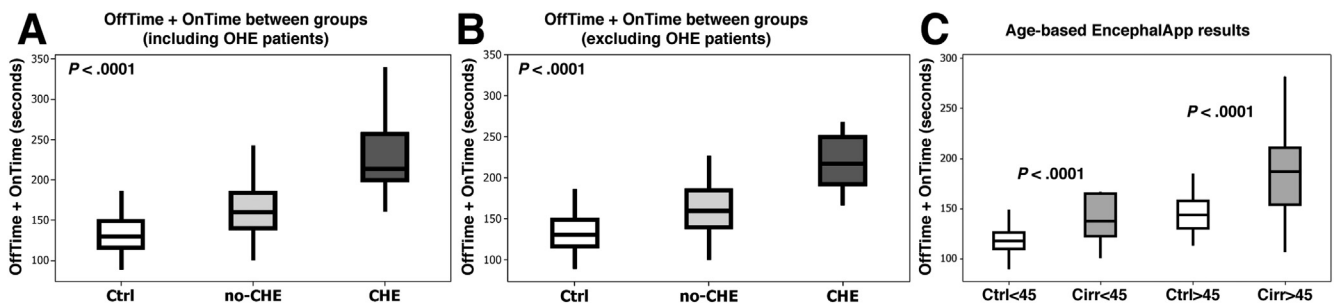 A
OffTime + OnTime between groups
(including OHE patients)
P < .0001
OffTime + OnTime (seconds)
350
300
250
200
150
100
Ctrl no-CHE CHE
B
OffTime + OnTime between groups
(excluding OHE patients)
P < .0001
OffTime + OnTime (seconds)
350
300
250
200
150
100
Ctrl no-CHE CHE
C
Age-based EncephalApp results
OffTime + OnTime (seconds)
300
250
200
150
100
P < .0001
P < .0001
Ctrl<45 Cirr<45 Ctrl>45 Cirr>45